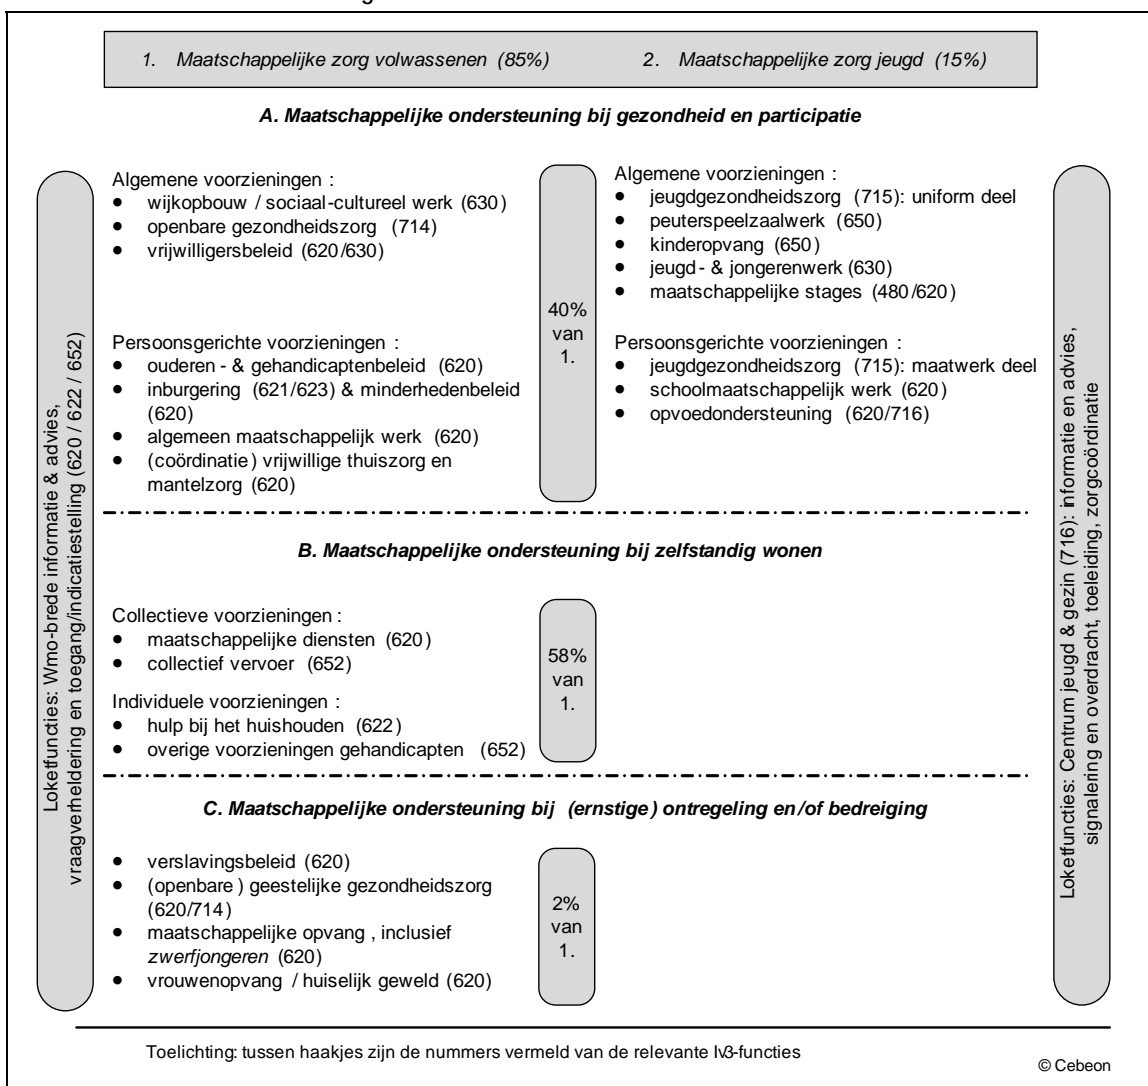 1. Maatschappelijke zorg volwassenen (85%)
2. Maatschappelijke zorg jeugd (15%)
A. Maatschappelijke ondersteuning bij gezondheid en participatie
Loketfuncties: Wmo-brede informatie & advies,
vraagverheldering en toegang/indicatiestelling (620 / 622 / 652)
Algemene voorzieningen :
• wijkopbouw / sociaal-cultureel werk (630)
• openbare gezondheidszorg (714)
• vrijwilligersbeleid (620/630)
Persoonsgerichte voorzieningen :
• ouderen- & gehandicaptenbeleid (620)
• inburgering (621/623) & minderhedenbeleid
(620)
• algemeen maatschappelijk werk (620)
• (coördinatie) vrijwillige thuiszorg en
mantelzorg (620)
40%
van
1.
Algemene voorzieningen :
• jeugdgezondheidszorg (715): uniform deel
• peuterspeelzaalwerk (650)
• kinderopvang (650)
• jeugd- & jongerenwerk (630)
• maatschappelijke stages (480/620)
Persoonsgerichte voorzieningen :
• jeugdgezondheidszorg (715): maatwerk deel
• schoolmaatschappelijk werk (620)
• opvoedondersteuning (620/716)
Loketfuncties: Centrum jeugd & gezin (716): informatie en advies,
signalering en overdracht, toeleiding, zorgcoördinatie
B. Maatschappelijke ondersteuning bij zelfstandig wonen
Collectieve voorzieningen :
• maatschappelijke diensten (620)
• collectief vervoer (652)
Individuele voorzieningen :
• hulp bij het huishouden (622)
• overige voorzieningen gehandicapten (652)
58%
van
1.
C. Maatschappelijke ondersteuning bij (ernstige) ontregeling en/of bedreiging
• verslavingsbeleid (620)
• (openbare) geestelijke gezondheidszorg
(620/714)
• maatschappelijke opvang , inclusief
zwerfjongeren (620)
• vrouwenopvang / huiselijk geweld (620)
2%
van
1.
Toelichting: tussen haakjes zijn de nummers vermeld van de relevante Iv3-functies
© Cebeon